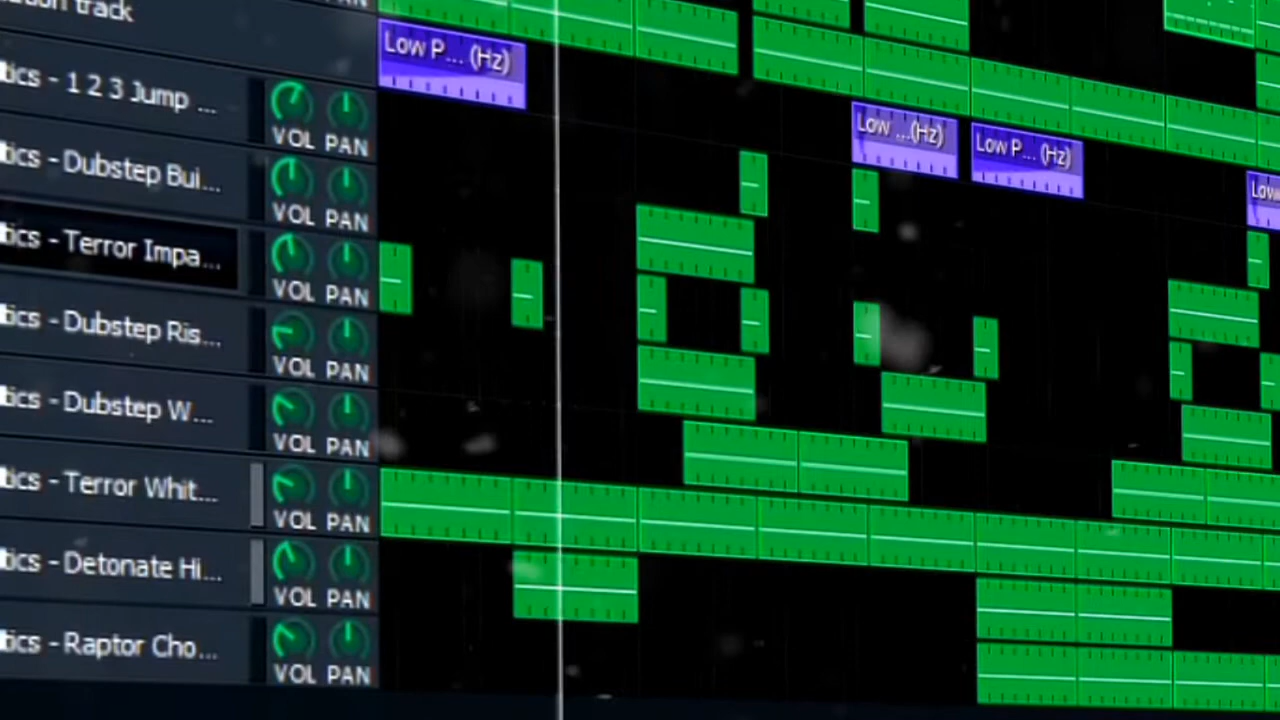 track
Low P... (Hz)
tics - 1 2 3 Jump ...
VOL PAN
Low ...(Hz)
Low P... (Hz)
tics - Dubstep Bui...
VOL PAN
Low
tics - Terror Impa...
VOL PAN
tics - Dubstep Ris...
VOL PAN
tics - Dubstep W...
VOL PAN
tics - Terror Whit...
VOL PAN
tics - Detonate Hi...
VOL PAN
tics - Raptor Cho...
VOL PAN